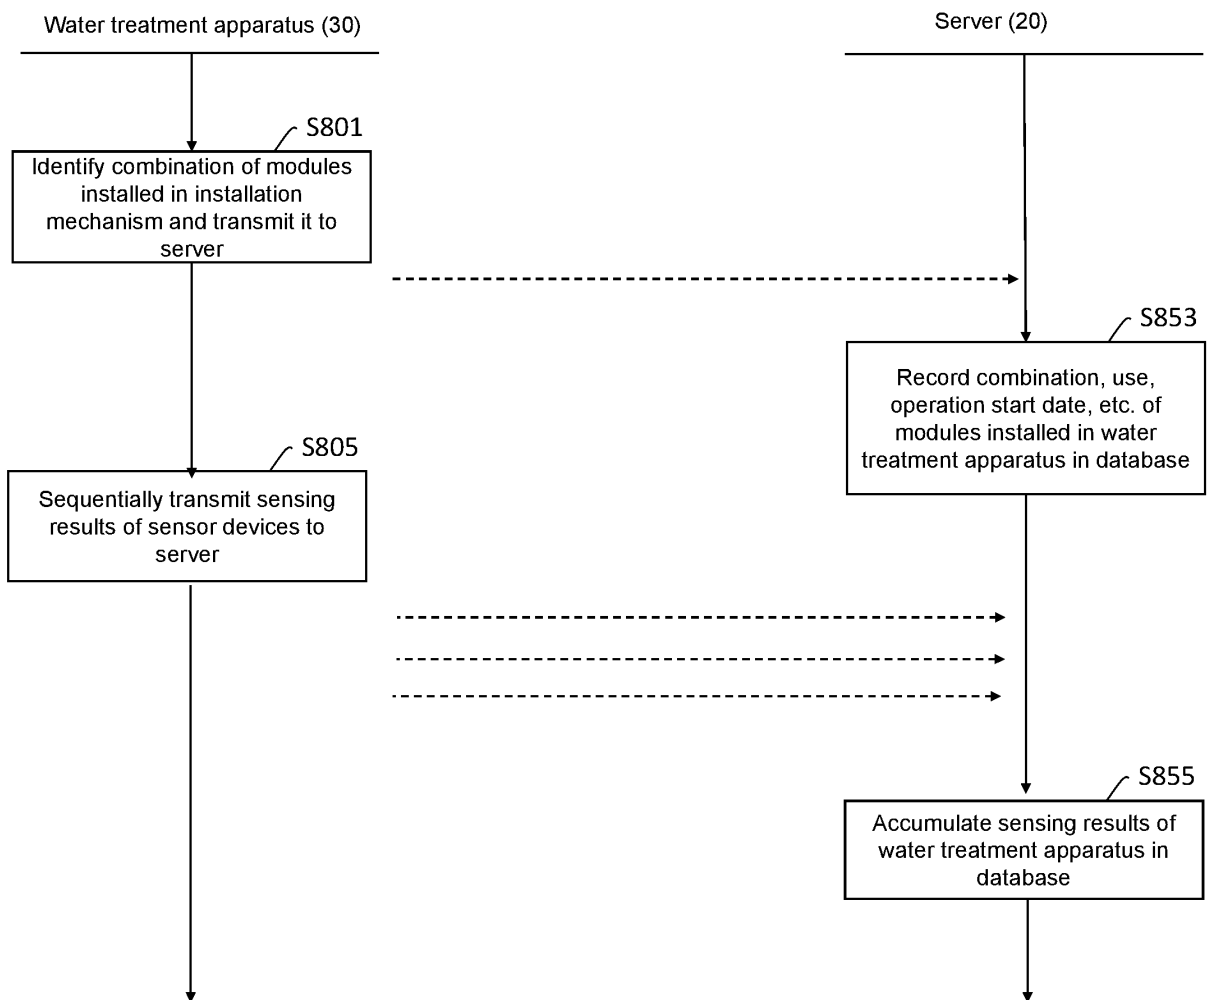 Water treatment apparatus (30)
Server (20)
S801
Identify combination of modules
installed in installation
mechanism and transmit it to
server
S853
Record combination, use,
operation start date, etc. of
modules installed in water
treatment apparatus in database
S805
Sequentially transmit sensing
results of sensor devices to
server
S855
Accumulate sensing results of
water treatment apparatus in
database